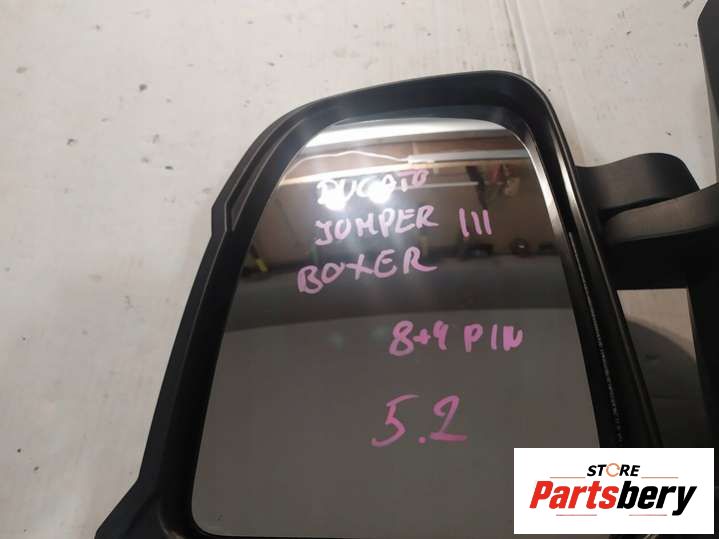 DUCATO
JUMPER III
BOXER
8+4 PIN
5.2
STORE
Partsbery